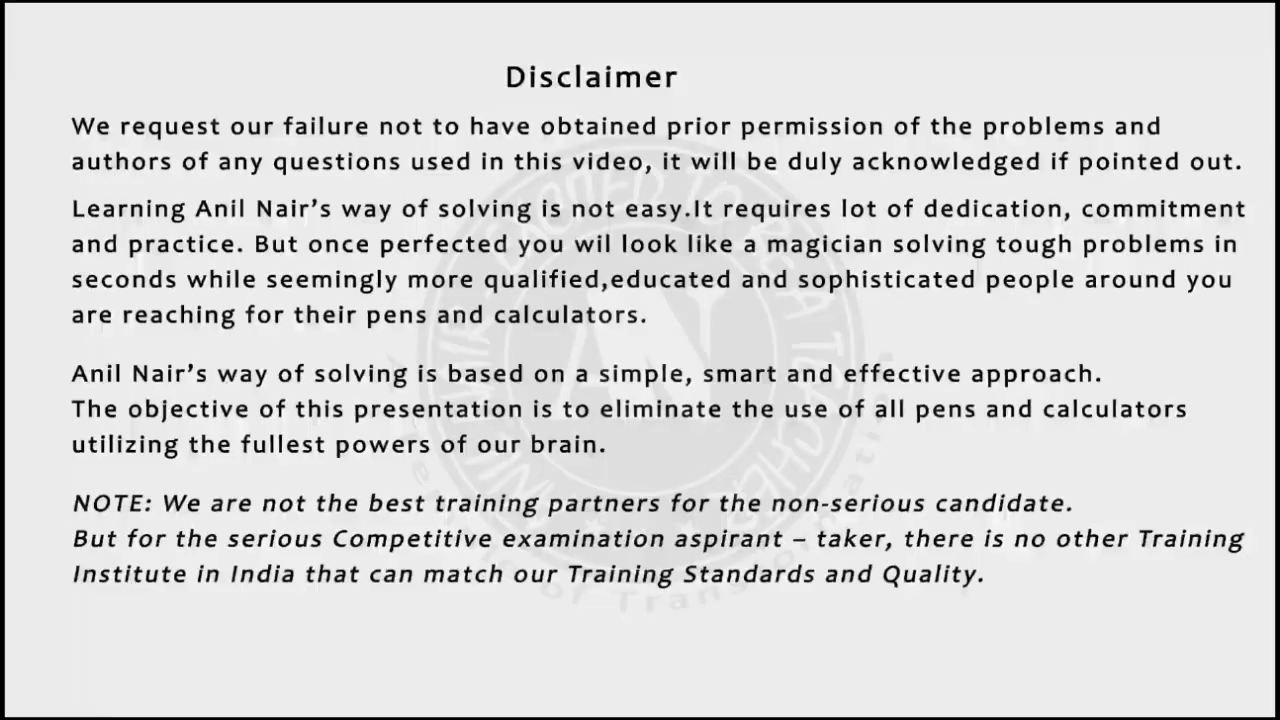 Disclaimer
We request our failure not to have obtained prior permission of the problems and
authors of any questions used in this video, it will be duly acknowledged if pointed out.
Learning Anil Nair's way of solving is not easy.It requires lot of dedication, commitment
and practice. But once perfected you wil look like a magician solving tough problems in
seconds while seemingly more qualified,educated and sophisticated people around you
are reaching for their pens and calculators.
Anil Nair's way of solving is based on a simple, smart and effective approach.
The objective of this presentation is to eliminate the use of all pens and calculators
utilizing the fullest powers of our brain.
NOTE: We are not the best training partners for the non-serious candidate.
But for the serious Competitive examination aspirant – taker, there is no other Training
Institute in India that can match our Training Standards and Quality.